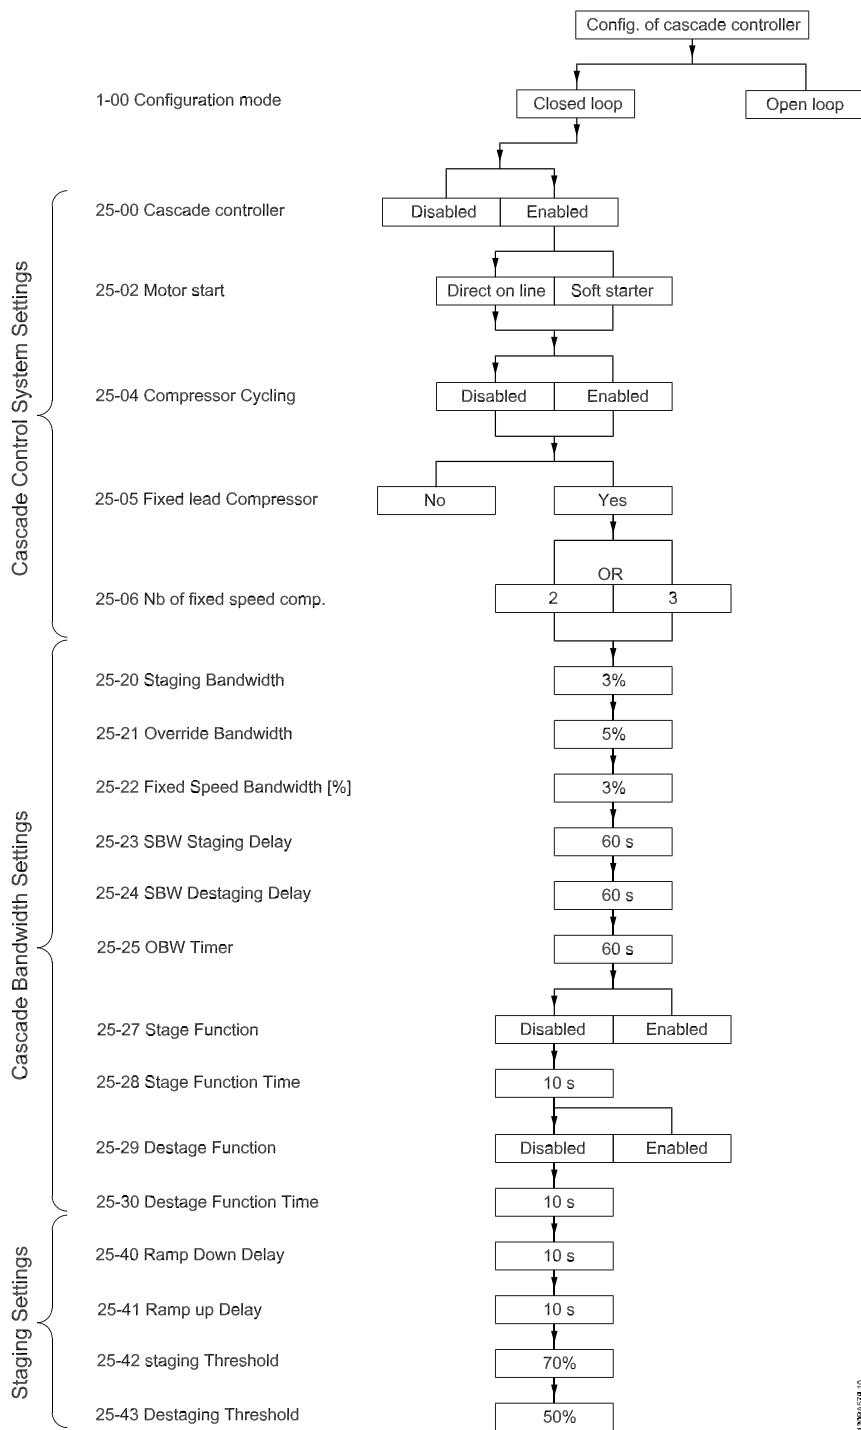 Config. of cascade controller
1-00 Configuration mode
Closed loop
Open loop
Cascade Control System Settings
25-00 Cascade controller
Disabled
Enabled
25-02 Motor start
Direct on line
Soft starter
25-04 Compressor Cycling
Disabled
Enabled
25-05 Fixed lead Compressor
No
Yes
OR
25-06 Nb of fixed speed comp.
2
3
Cascade Bandwidth Settings
25-20 Staging Bandwidth
3%
25-21 Override Bandwidth
5%
25-22 Fixed Speed Bandwidth [%]
3%
25-23 SBW Staging Delay
60 s
25-24 SBW Destaging Delay
60 s
25-25 OBW Timer
60 s
25-27 Stage Function
Disabled
Enabled
25-28 Stage Function Time
10 s
25-29 Destage Function
Disabled
Enabled
25-30 Destage Function Time
10 s
Staging Settings
25-40 Ramp Down Delay
10 s
25-41 Ramp up Delay
10 s
25-42 staging Threshold
70%
25-43 Destaging Threshold
50%